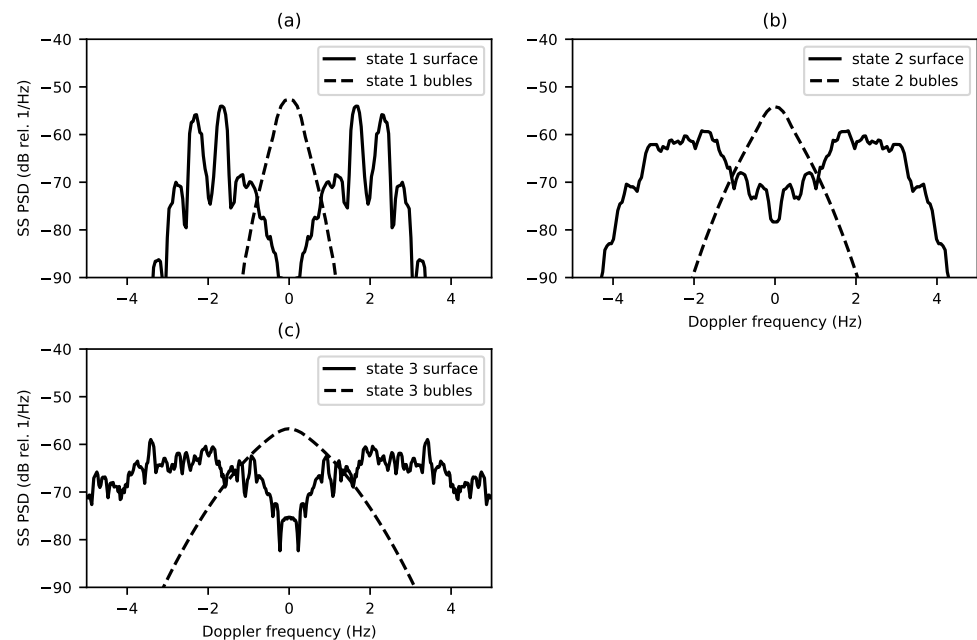 (a)
−40
−50
−60
−70
−80
−90
SS PSD (dB rel. 1/Hz)
state 1 surface
state 1 bubles
−4 −2 0 2 4
(b)
−40
−50
−60
−70
−80
−90
state 2 surface
state 2 bubles
−4 −2 0 2 4
Doppler frequency (Hz)
(c)
−40
−50
−60
−70
−80
−90
SS PSD (dB rel. 1/Hz)
state 3 surface
state 3 bubles
−4 −2 0 2 4
Doppler frequency (Hz)